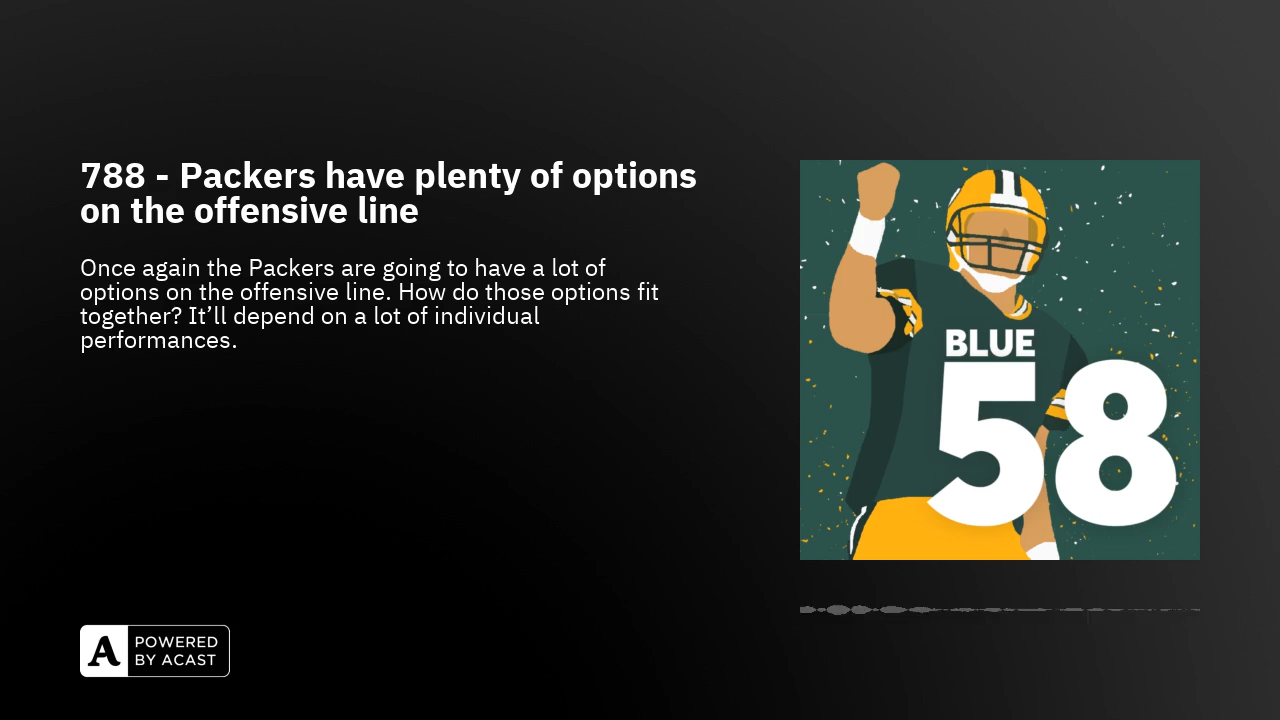 788 - Packers have plenty of options
on the offensive line
Once again the Packers are going to have a lot of
options on the offensive line. How do those options fit
together? It’ll depend on a lot of individual
performances.
BLUE
58
A
POWERED
BY ACAST